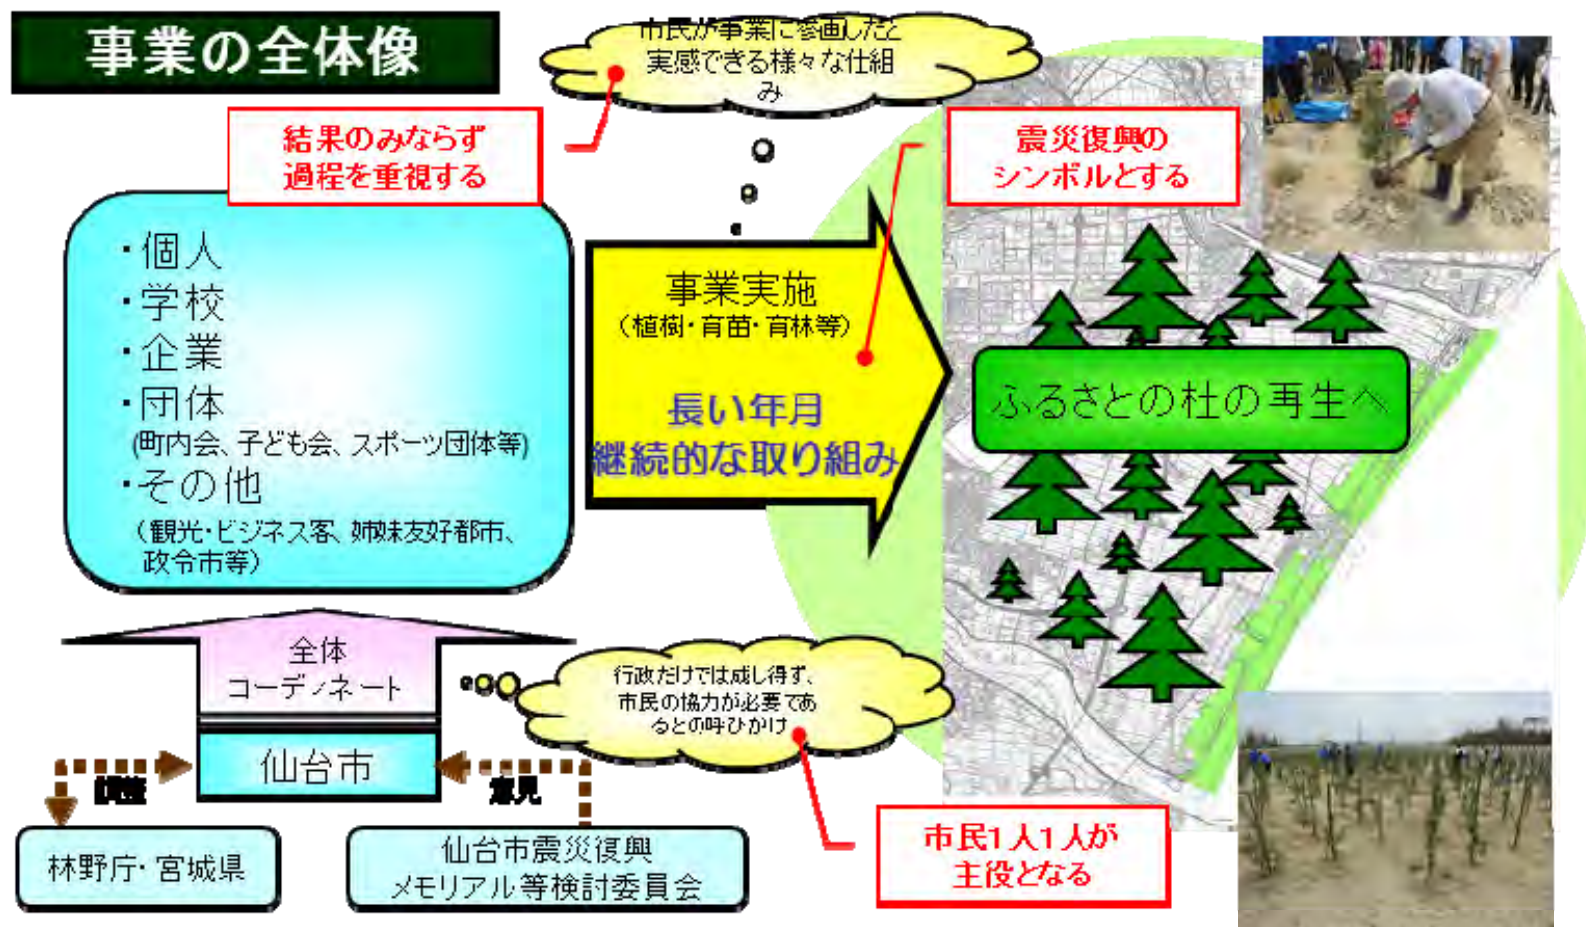 事業の全体像
市民が事業に参画したと
実感できる様々な仕組
み
結果のみならず
過程を重視する
震災復興の
シンボルとする
・個人
・学校
・企業
・団体
(町内会、子ども会、スポーツ団体等)
・その他
（観光・ビジネス客、姉妹友好都市、
政令市等）
事業実施
（植樹・育苗・育林等）
長い年月
継続的な取り組み
ふるさとの杜の再生へ
全体
コーディネート
行政だけでは成し得ず、
市民の協力が必要であ
るとの呼びかけ
仙台市
調整
意見
林野庁・宮城県
仙台市震災復興
メモリアル等検討委員会
市民1人1人が
主役となる